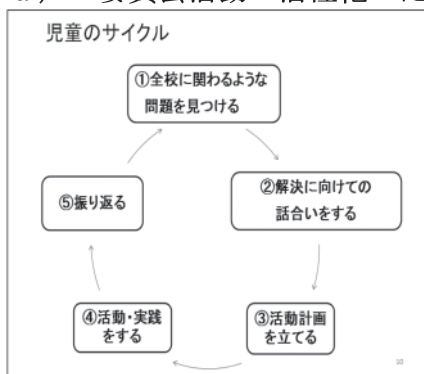 児童のサイクル
①全校に関わるような
問題を見つける
②解決に向けての
話合いをする
③活動計画
を立てる
④活動・実践
をする
⑤振り返る